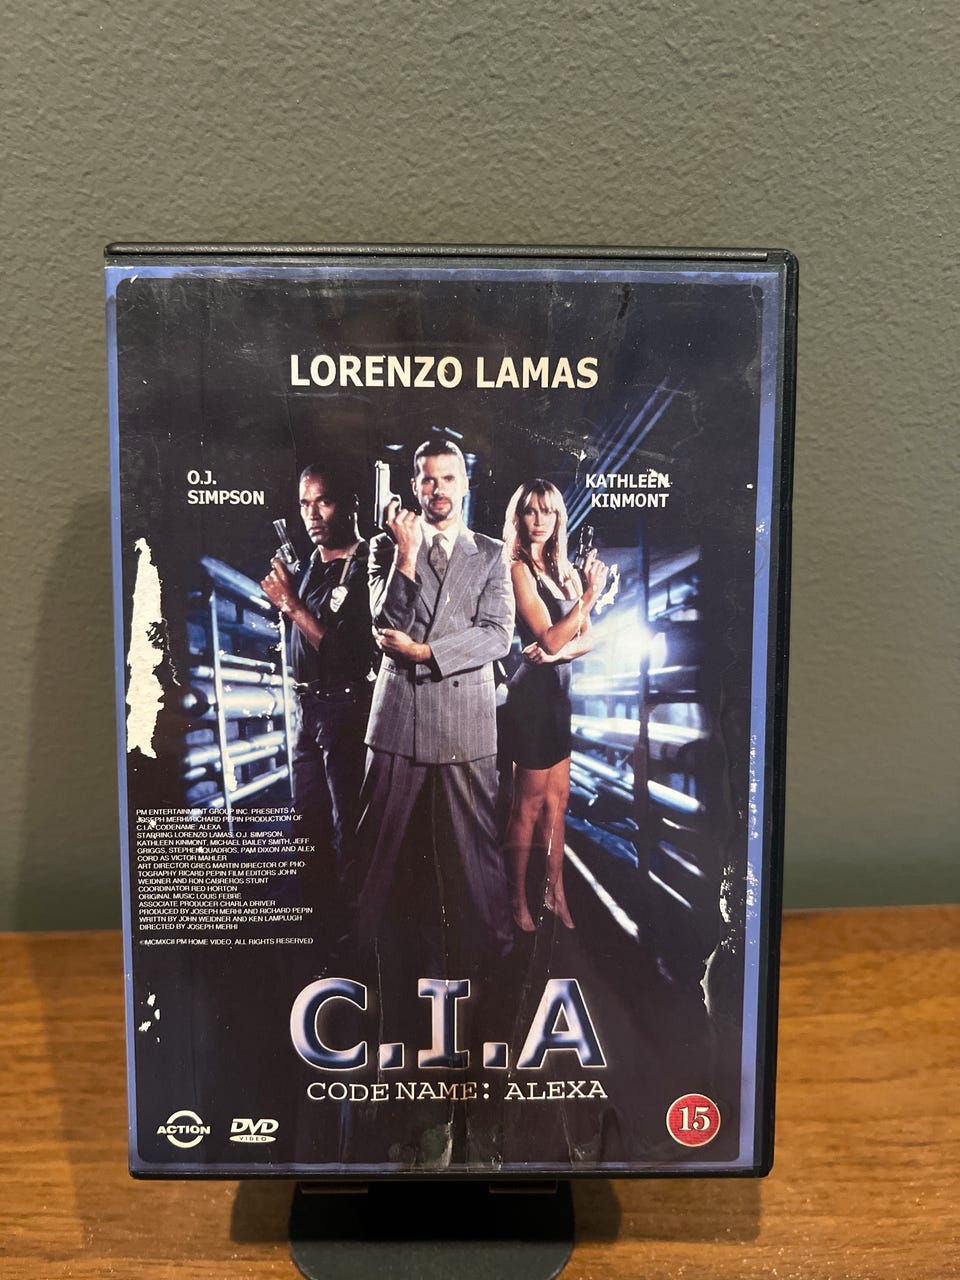 LORENZO LAMAS
O.J.
SIMPSON
KATHLEEN
KINMONT
PM ENTERTAINMENT GROUP INC. PRESENTS A
JOSEPH MERHI/RICHARD PEPIN PRODUCTION OF
C.I.A. CODENAME: ALEXA
STARRING LORENZO LAMAS, O.J. SIMPSON,
KATHLEEN KINMONT, MICHAEL BAILEY SMITH, JEFF
GRIGGS, STEPHEN QUADROS, PAM DIXON AND ALEX
CORD AS VICTOR MAHLER
ART DIRECTOR GREG MARTIN DIRECTOR OF PHO-
TOGRAPHY RICARD PEPIN FILM EDITORS JOHN
WEIDNER AND RON CABREROS STUNT
COORDINATOR RED HORTON
ORIGINAL MUSIC LOUIS FEBRE
ASSOCIATE PRODUCER CHARLA DRIVER
PRODUCED BY JOSEPH MERHI AND RICHARD PEPIN
WRITTN BY JOHN WEIDNER AND KEN LAMPLUGH
DIRECTED BY JOSEPH MERHI
©MCMXCII PM HOME VIDEO, ALL RIGHTS RESERVED
C.I.A
CODE NAME: ALEXA
ACTION
DVD
VIDEO
15